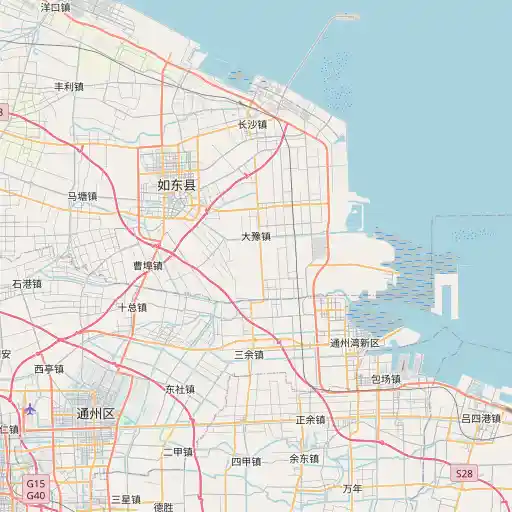 洋口镇
丰利镇
长沙镇
如东县
马塘镇
大豫镇
曹埠镇
石港镇
十总镇
通州湾新区
三余镇
西亭镇
包场镇
东社镇
通州区
吕四港镇
正余镇
二甲镇
四甲镇
余东镇
S28
G15
G40
万年
三星镇
德胜